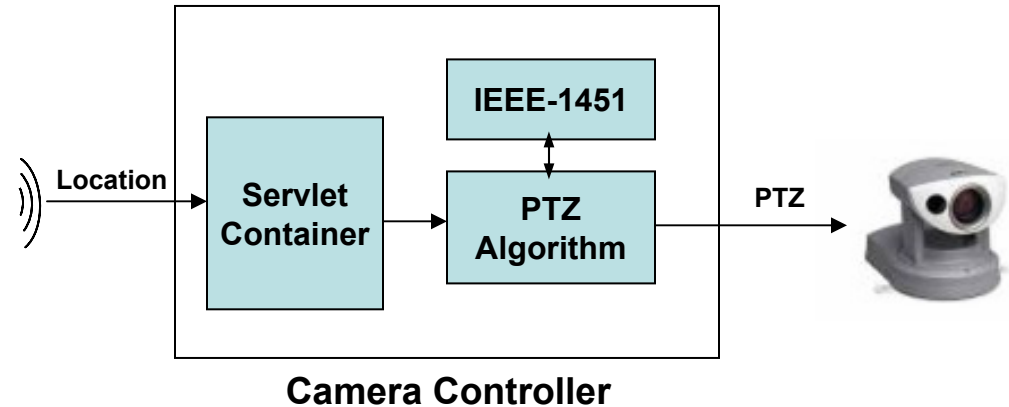 IEEE-1451
Location
Servlet
Container
PTZ
Algorithm
PTZ
Camera Controller